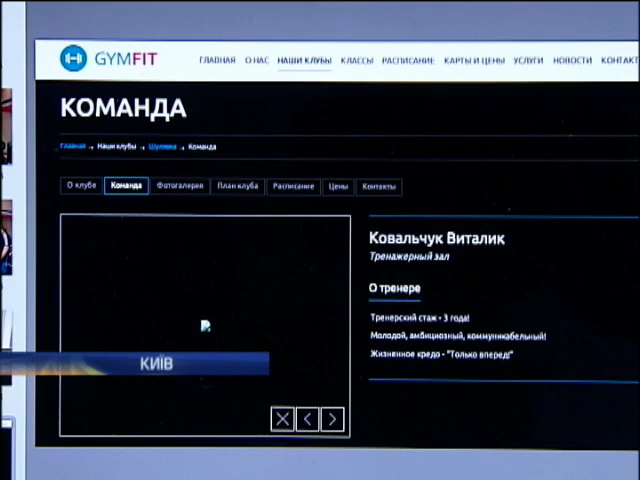 GYMFIT
ГЛАВНАЯ О НАС НАШИ КЛУБЫ КЛАССЫ РАСПИСАНИЕ КАРТЫ И ЦЕНЫ УСЛУГИ НОВОСТИ КОНТАКТ
КОМАНДА
Главная → Наши клубы → Шулявка → Команда
О клубе Команда Фотогалерея План клуба Расписание Цены Контакты
Ковальчук Виталик
Тренажерный зал
О тренере
Тренерский стаж - 3 года!
Молодой, амбициозный, коммуникабельный!
Жизненное кредо - "Только вперед!"
КИЇВ